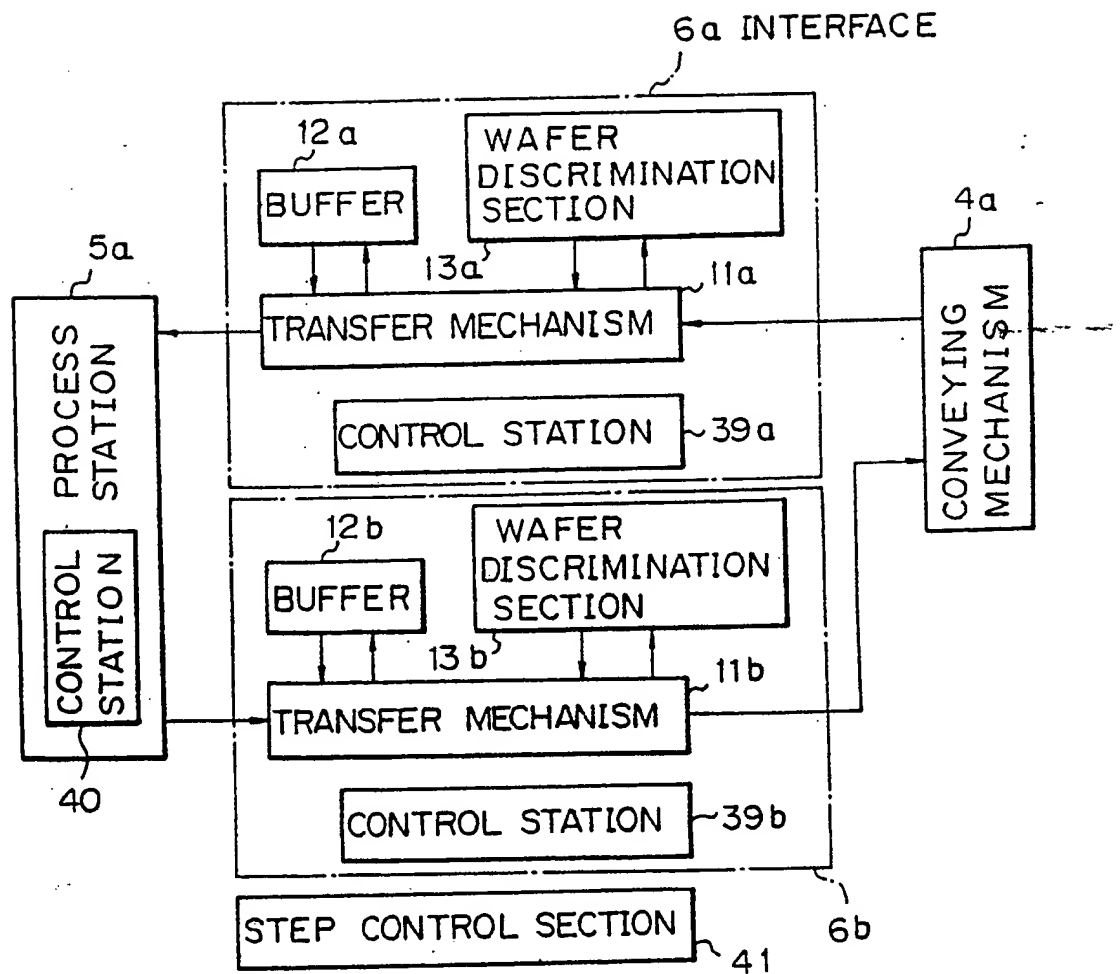 6a INTERFACE
12a
BUFFER
WAFER
DISCRIMINATION
SECTION
13a
4a
CONVEYING
MECHANISM
5a
PROCESS
STATION
11a
TRANSFER MECHANISM
CONTROL STATION
39a
12b
BUFFER
WAFER
DISCRIMINATION
SECTION
13b
11b
TRANSFER MECHANISM
CONTROL
STATION
40
CONTROL STATION
39b
6b
STEP CONTROL SECTION
41